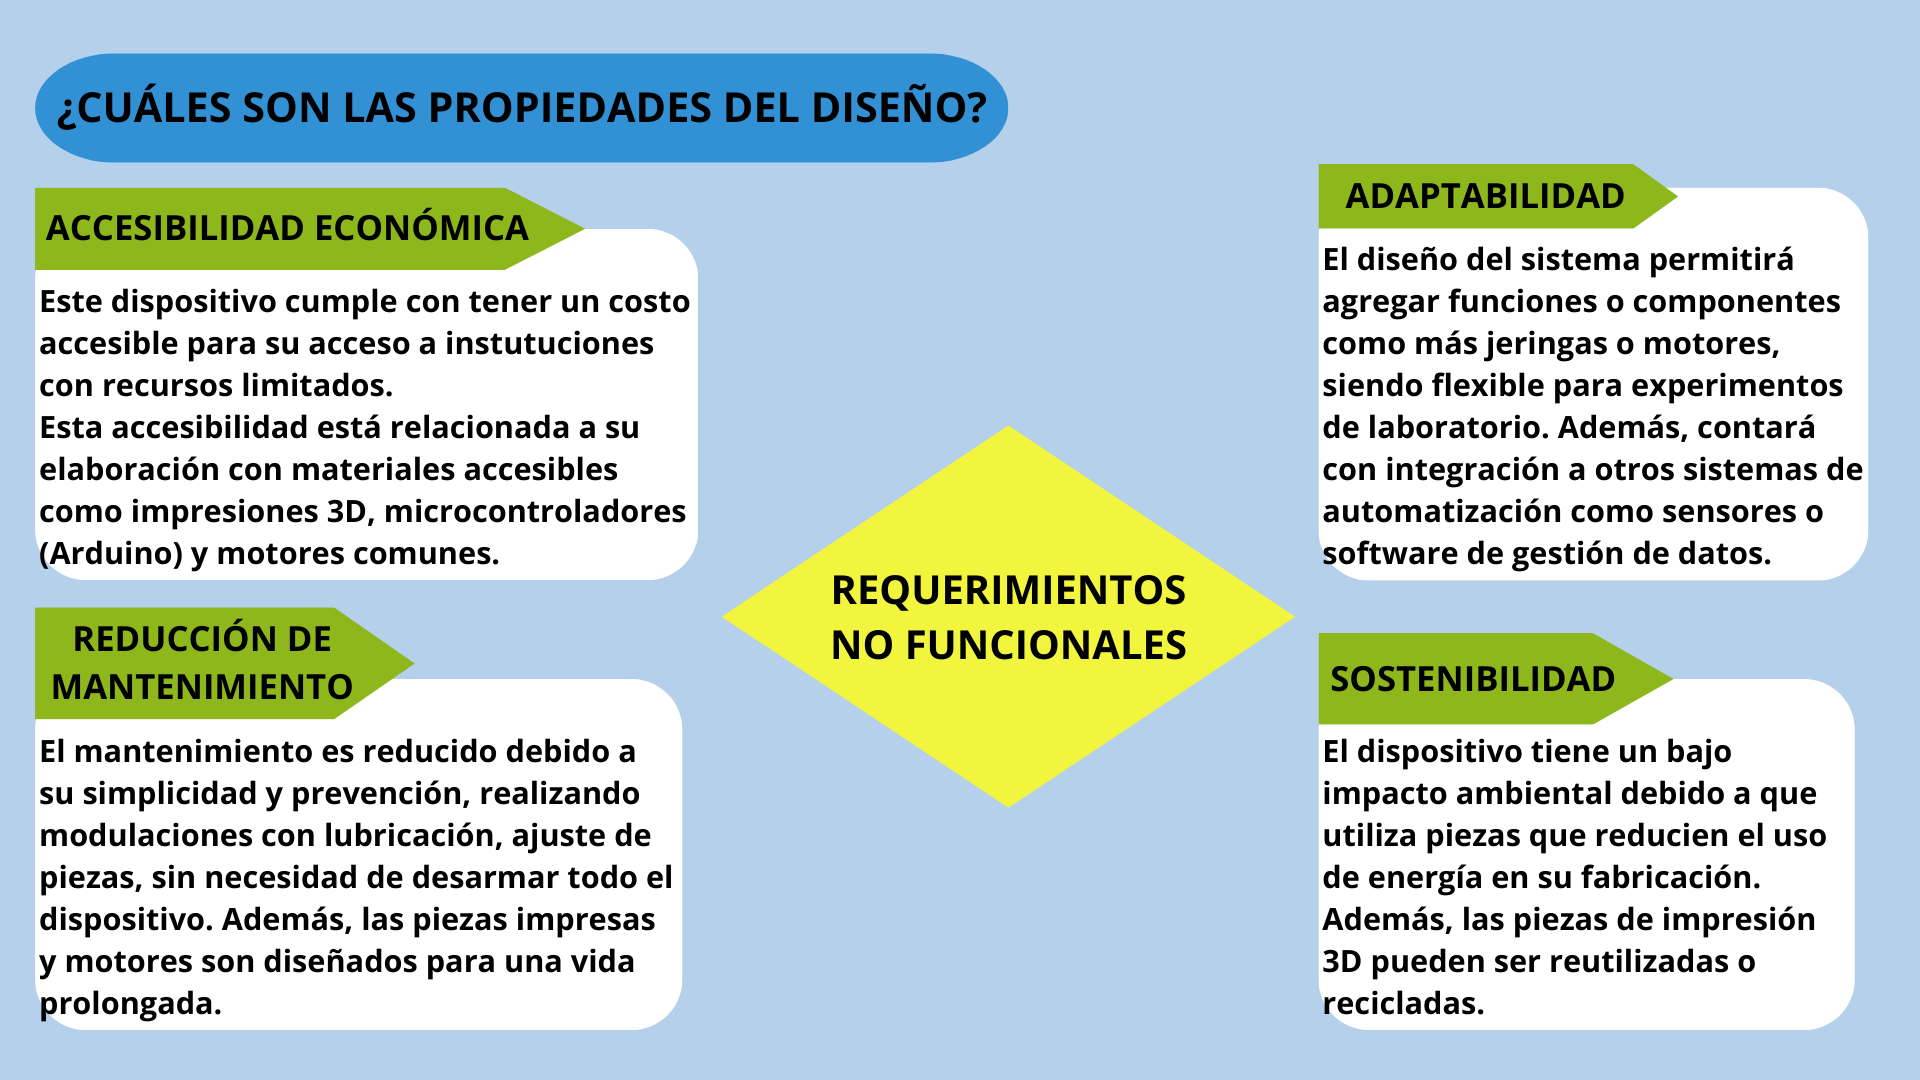 ¿CUÁLES SON LAS PROPIEDADES DEL DISEÑO?
ACCESIBILIDAD ECONÓMICA
Este dispositivo cumple con tener un costo
accesible para su acceso a instutuciones
con recursos limitados.
Esta accesibilidad está relacionada a su
elaboración con materiales accesibles
como impresiones 3D, microcontroladores
(Arduino) y motores comunes.
REDUCCIÓN DE
MANTENIMIENTO
El mantenimiento es reducido debido a
su simplicidad y prevención, realizando
modulaciones con lubricación, ajuste de
piezas, sin necesidad de desarmar todo el
dispositivo. Además, las piezas impresas
y motores son diseñados para una vida
prolongada.
REQUERIMIENTOS
NO FUNCIONALES
ADAPTABILIDAD
El diseño del sistema permitirá
agregar funciones o componentes
como más jeringas o motores,
siendo flexible para experimentos
de laboratorio. Además, contará
con integración a otros sistemas de
automatización como sensores o
software de gestión de datos.
SOSTENIBILIDAD
El dispositivo tiene un bajo
impacto ambiental debido a que
utiliza piezas que reducien el uso
de energía en su fabricación.
Además, las piezas de impresión
3D pueden ser reutilizadas o
recicladas.